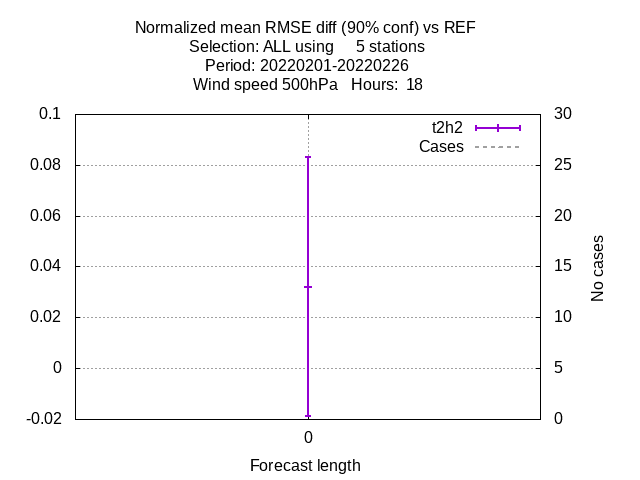 Normalized mean RMSE diff (90% conf) vs REF
Selection: ALL using     5 stations
Period: 20220201-20220226
Wind speed 500hPa   Hours:  18
0.1
0.08
0.06
0.04
0.02
0
-0.02
30
25
20
15
10
5
0
t2h2
Cases
No cases
0
Forecast length